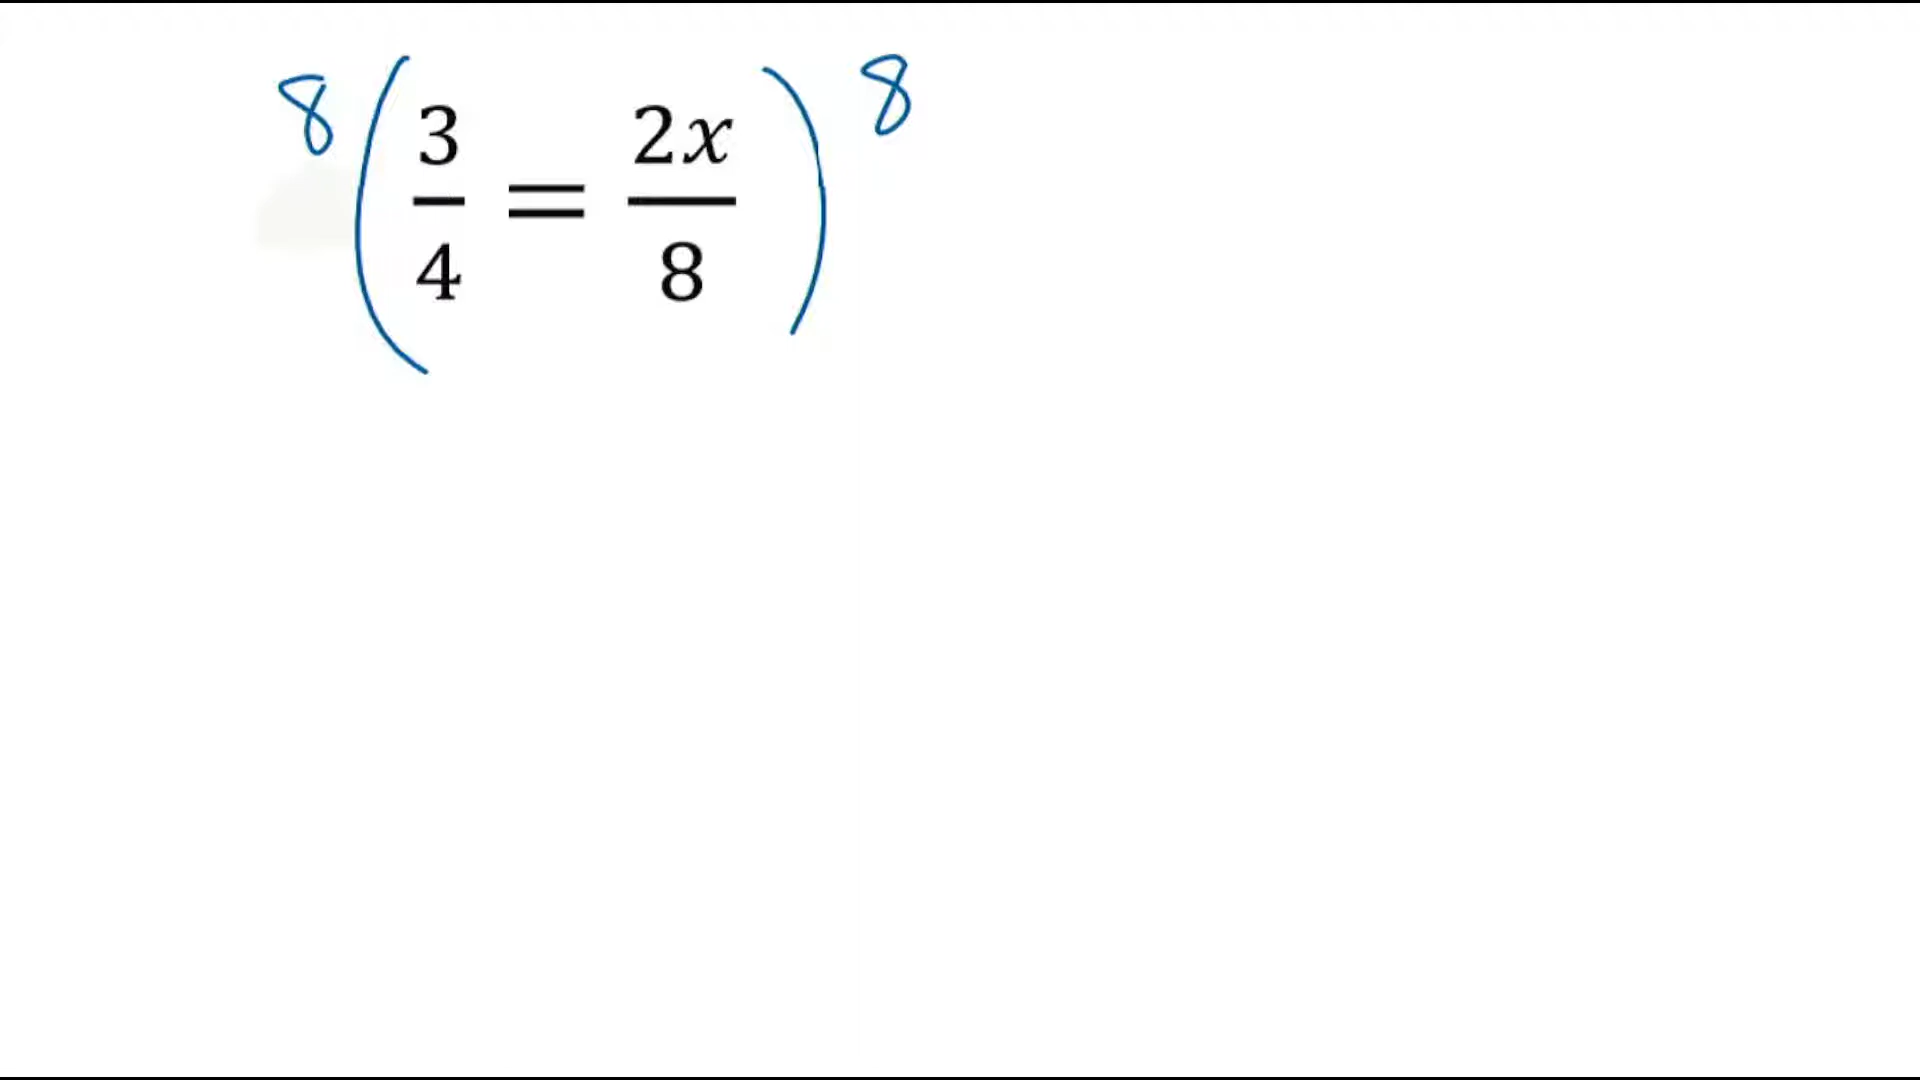 8 ( 3/4 = 2x/8 ) 8